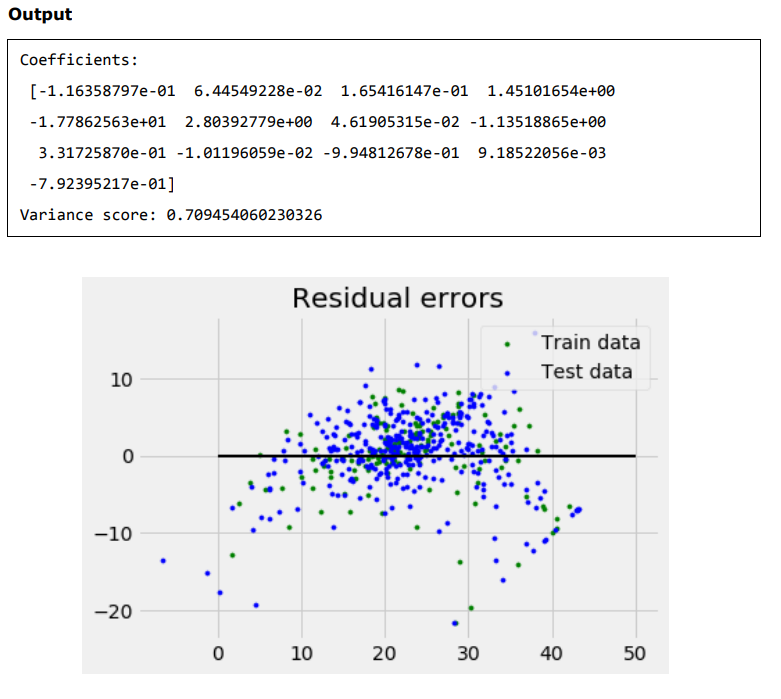 Output
Coefficients:
[-1.16358797e-01 6.44549228e-02 1.65416147e-01 1.45101654e+00
-1.77862563e+01 2.80392779e+00 4.61905315e-02 -1.13518865e+00
3.31725870e-01 -1.01196059e-02 -9.94812678e-01 9.18522056e-03
-7.92395217e-01]
Variance score: 0.709454060230326
Residual errors
Train data
Test data
10
0
−10
−20
0 10 20 30 40 50